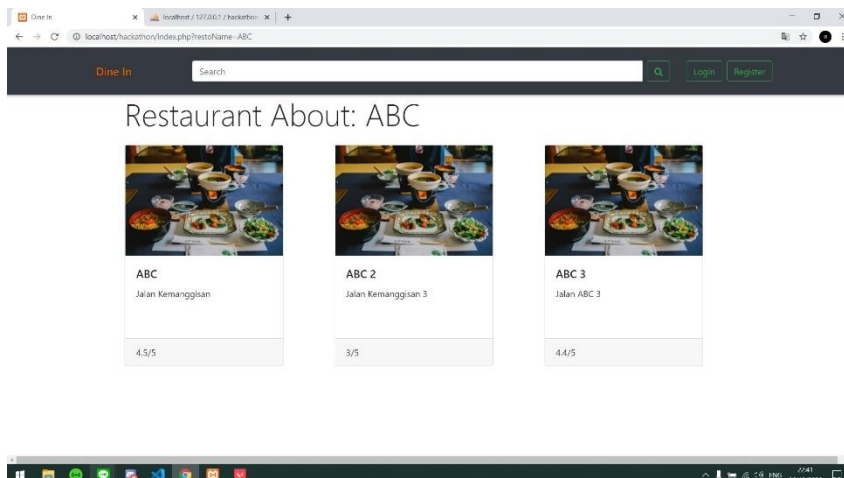 Dine In
localhost / 127.0.0.1 / hackathon
localhost/hackathon/index.php?restoName=ABC
Dine In
Search
Login
Register
Restaurant About: ABC
ABC
Jalan Kemanggisan
4.5/5
ABC 2
Jalan Kemanggisan 3
3/5
ABC 3
Jalan ABC 3
4.4/5
ENG
22:41